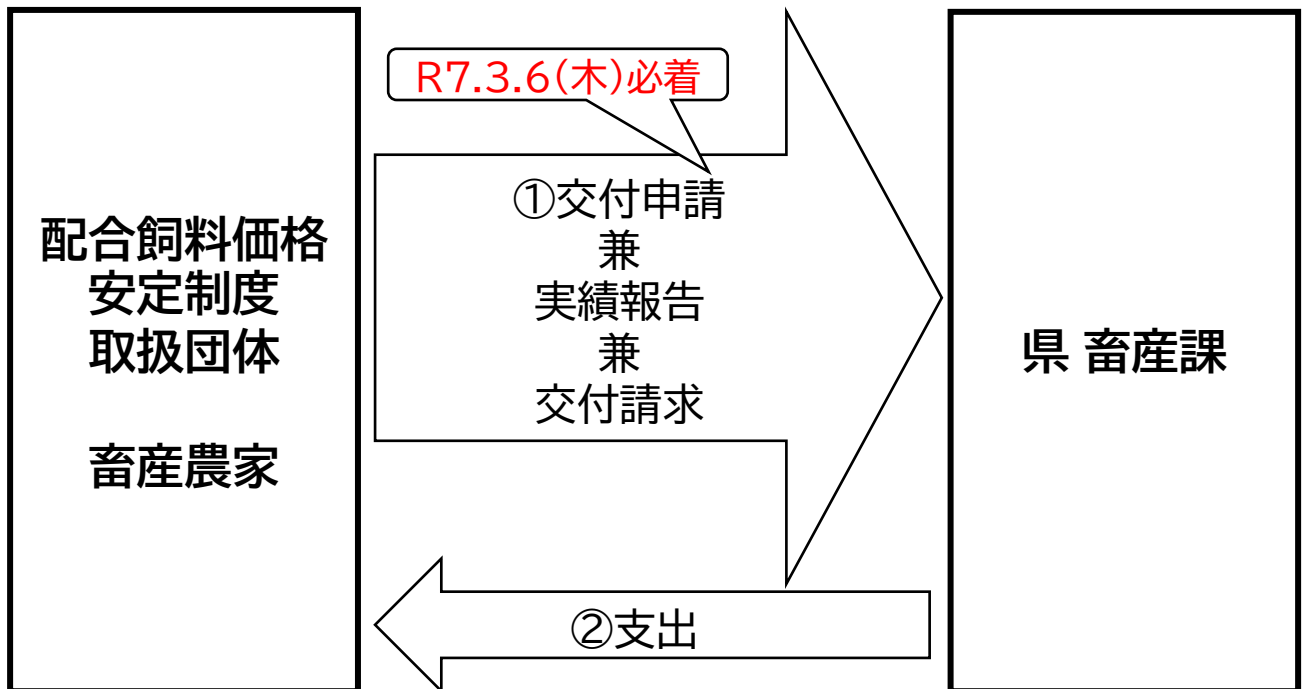 配合飼料価格
安定制度
取扱団体
畜産農家
R7.3.6(木)必着
①交付申請
兼
実績報告
兼
交付請求
②支出
県 畜産課